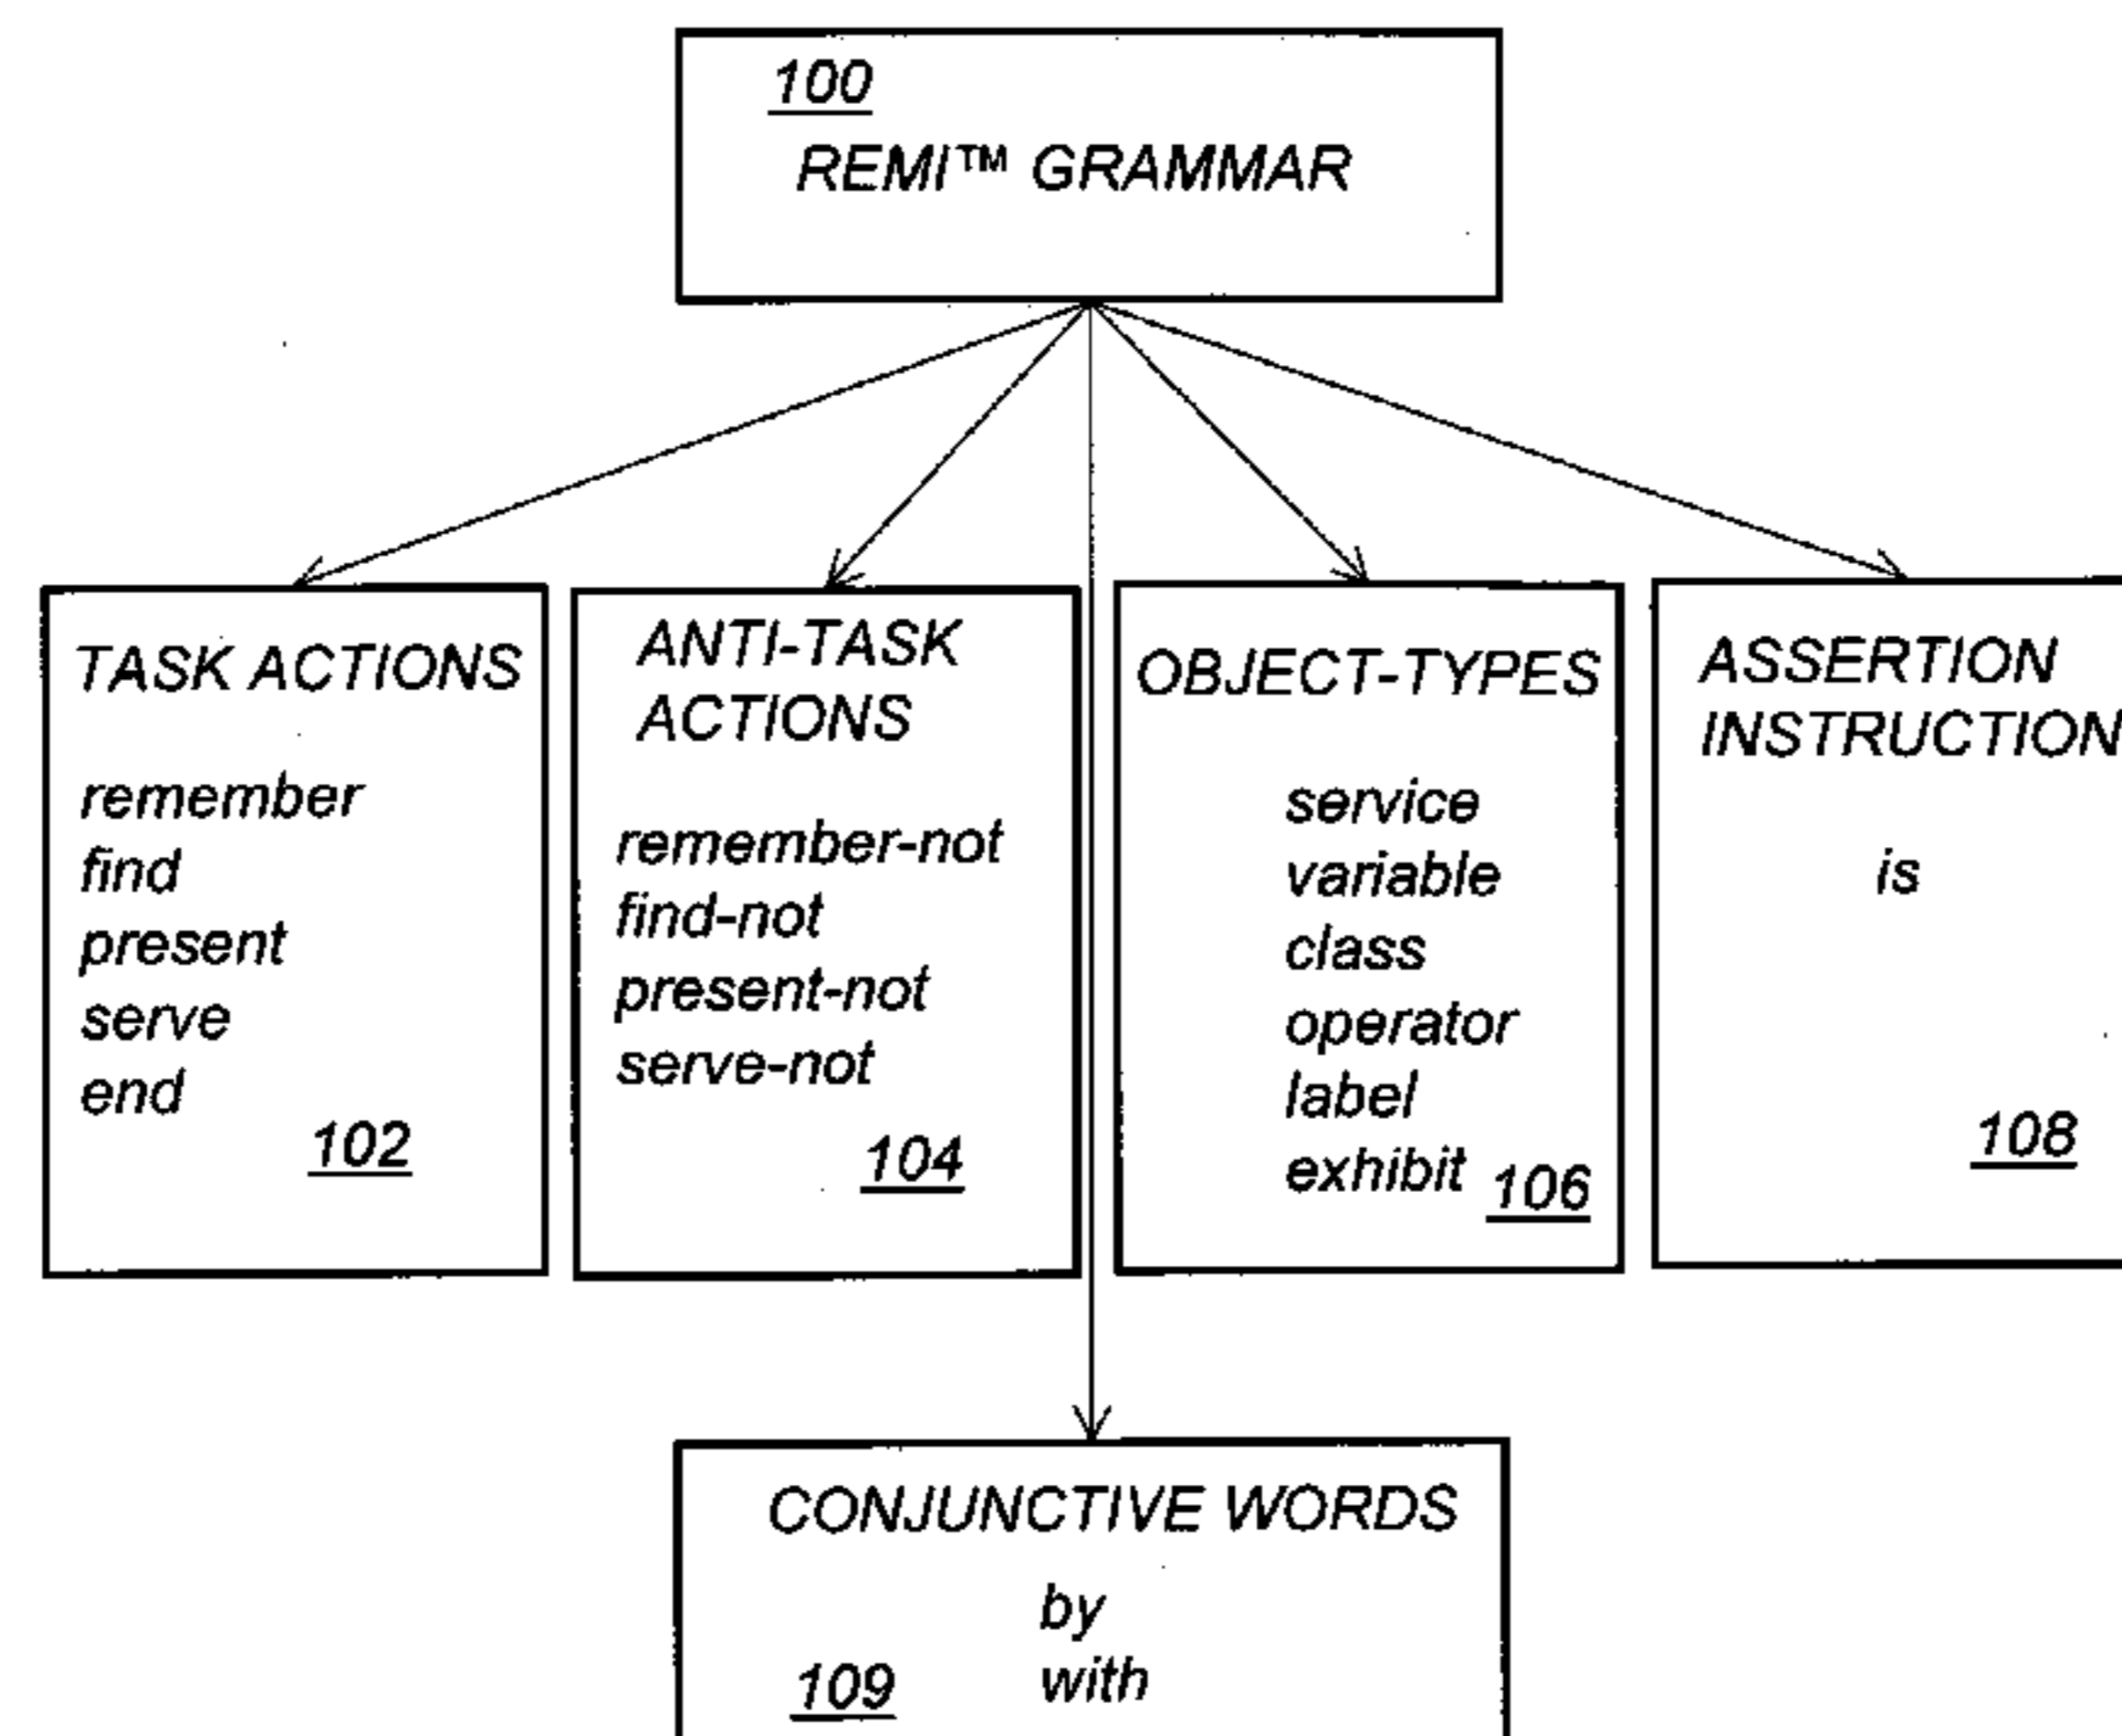 100
REMI™ GRAMMAR
TASK ACTIONS
remember
find
present
serve
end
102
ANTI-TASK
ACTIONS
remember-not
find-not
present-not
serve-not
104
OBJECT-TYPES
service
variable
class
operator
label
exhibit
106
ASSERTION
INSTRUCTION
is
108
CONJUNCTIVE WORDS
by
with
109